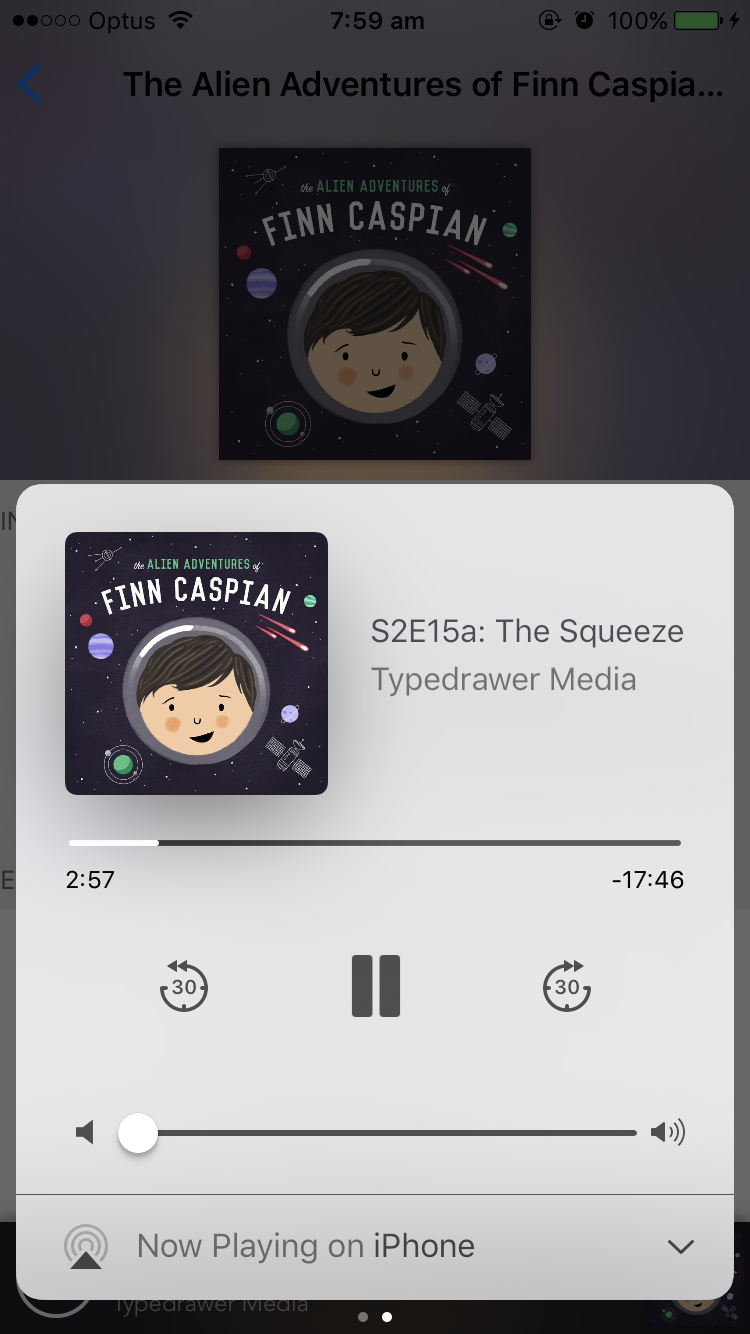 Optus 7:59 am 100%
The Alien Adventures of Finn Caspia...
the ALIEN ADVENTURES of
FINN CASPIAN
IN
the ALIEN ADVENTURES of
FINN CASPIAN
S2E15a: The Squeeze
Typedrawer Media
2:57 -17:46
E
30 30
Now Playing on iPhone
Typedrawer Media